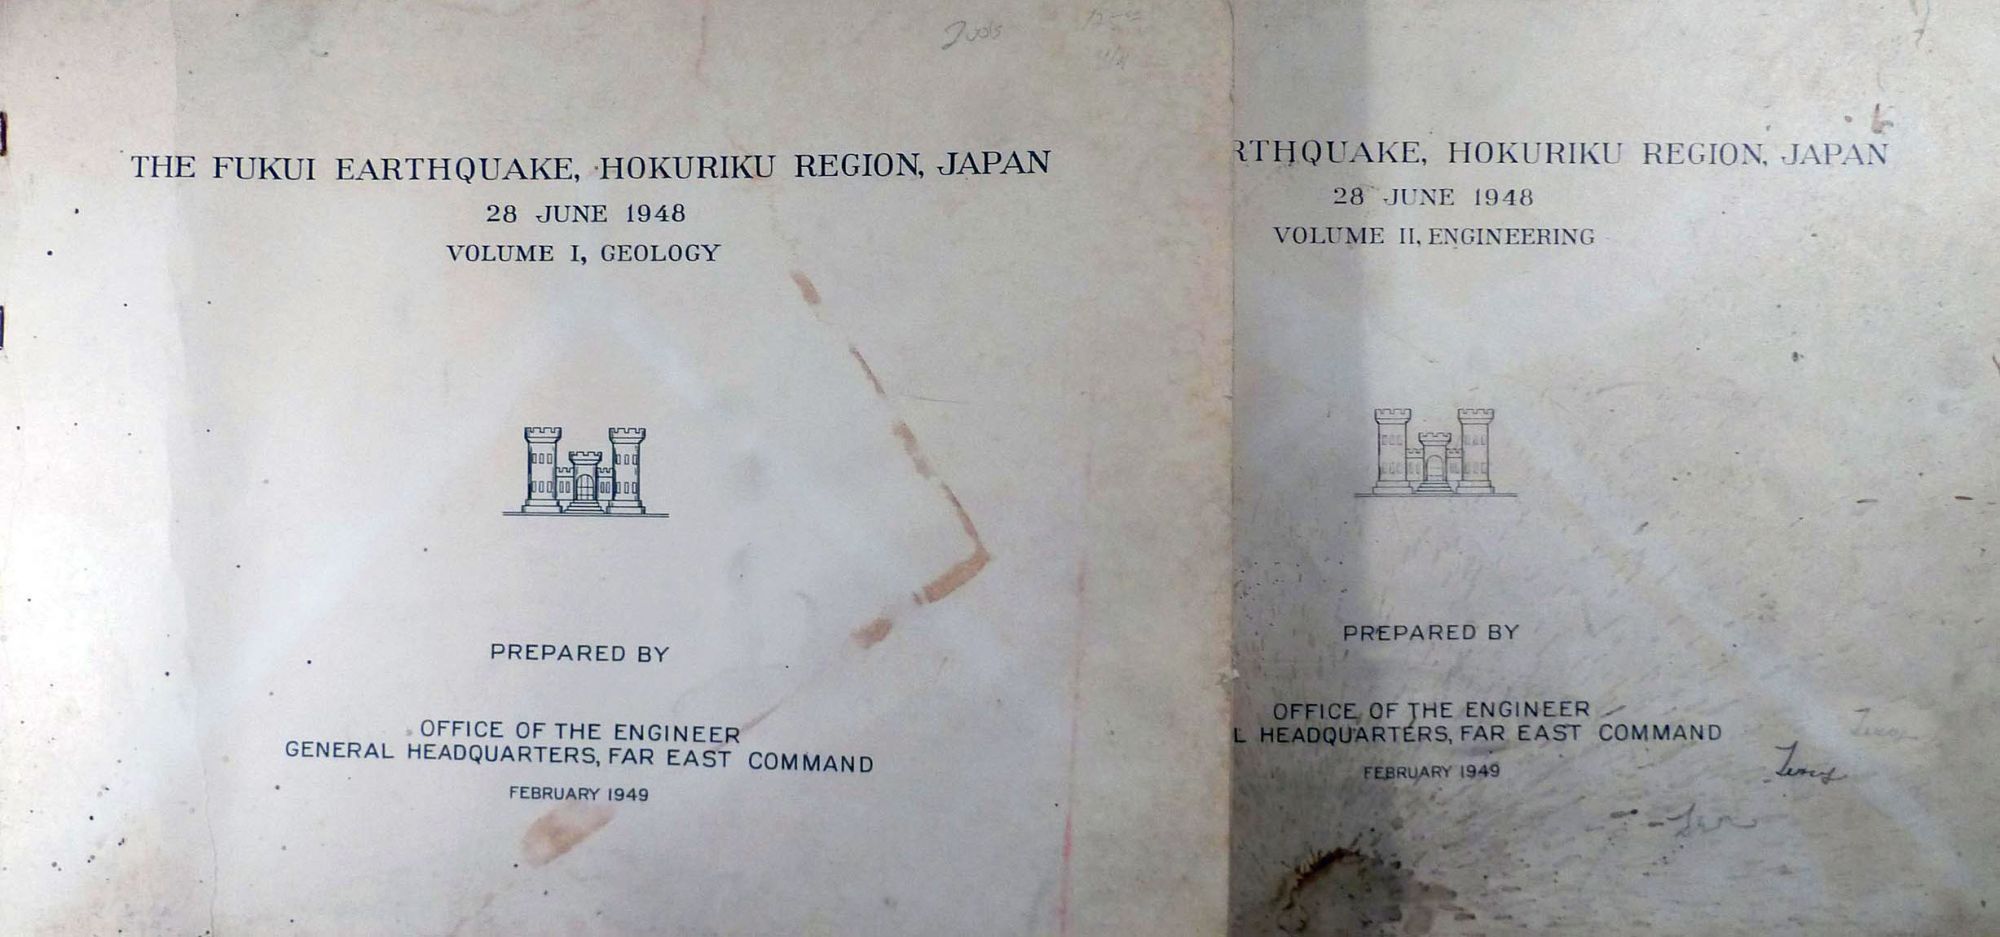 THE FUKUI EARTHQUAKE, HOKURIKU REGION, JAPAN
28 JUNE 1948
VOLUME I, GEOLOGY
PREPARED BY
OFFICE OF THE ENGINEER
GENERAL HEADQUARTERS, FAR EAST COMMAND
FEBRUARY 1949
RTHQUAKE, HOKURIKU REGION, JAPAN
28 JUNE 1948
VOLUME II, ENGINEERING
PREPARED BY
OFFICE OF THE ENGINEER
L HEADQUARTERS, FAR EAST COMMAND
FEBRUARY 1949